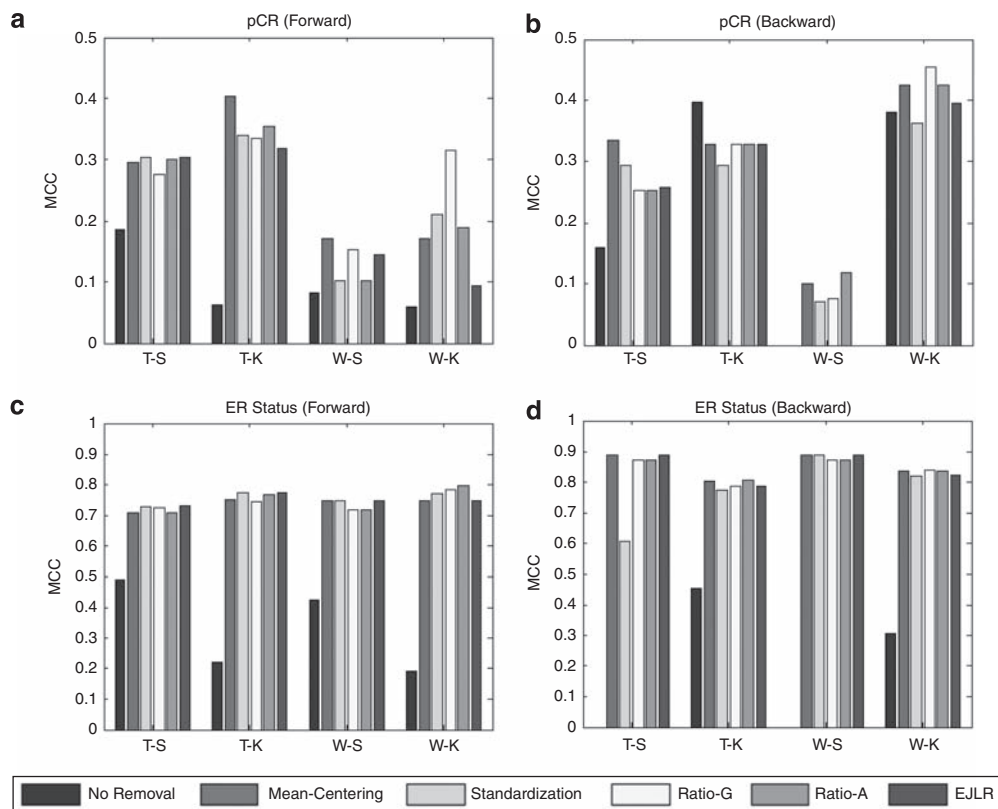 a
pCR (Forward)
MCC
0.5
0.4
0.3
0.2
0.1
0
T-S T-K W-S W-K
b
pCR (Backward)
MCC
0.5
0.4
0.3
0.2
0.1
0
T-S T-K W-S W-K
c
ER Status (Forward)
MCC
1
0.9
0.8
0.7
0.6
0.5
0.4
0.3
0.2
0.1
0
T-S T-K W-S W-K
d
ER Status (Backward)
MCC
1
0.9
0.8
0.7
0.6
0.5
0.4
0.3
0.2
0.1
0
T-S T-K W-S W-K
No Removal Mean-Centering Standardization Ratio-G Ratio-A EJLR